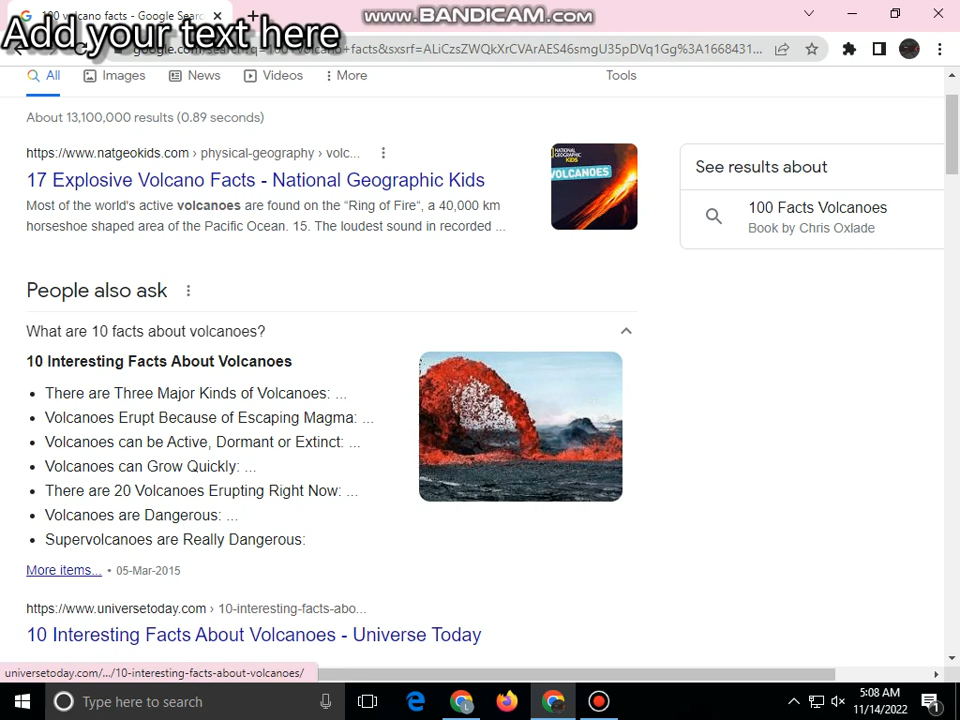 100 volcano facts - Google Searc
www.BANDICAM.com
Add your text here
google.com/search?q=100+volcano+facts&sxsrf=ALiCzsZWQkXrCVArAES46smgU35pDVq1Gg%3A1668431...
All Images News Videos More Tools
About 13,100,000 results (0.89 seconds)
https://www.natgeokids.com › physical-geography › volc...
17 Explosive Volcano Facts - National Geographic Kids
Most of the world's active volcanoes are found on the “Ring of Fire”, a 40,000 km
horseshoe shaped area of the Pacific Ocean. 15. The loudest sound in recorded ...
NATIONAL
GEOGRAPHIC
KIDS
VOLCANOES
See results about
100 Facts Volcanoes
Book by Chris Oxlade
People also ask
What are 10 facts about volcanoes?
10 Interesting Facts About Volcanoes
• There are Three Major Kinds of Volcanoes: ...
• Volcanoes Erupt Because of Escaping Magma: ...
• Volcanoes can be Active, Dormant or Extinct: ...
• Volcanoes can Grow Quickly: ...
• There are 20 Volcanoes Erupting Right Now: ...
• Volcanoes are Dangerous: ...
• Supervolcanoes are Really Dangerous:
More items... • 05-Mar-2015
https://www.universetoday.com › 10-interesting-facts-abo...
10 Interesting Facts About Volcanoes - Universe Today
universetoday.com/.../10-interesting-facts-about-volcanoes/
Type here to search
5:08 AM
11/14/2022
1